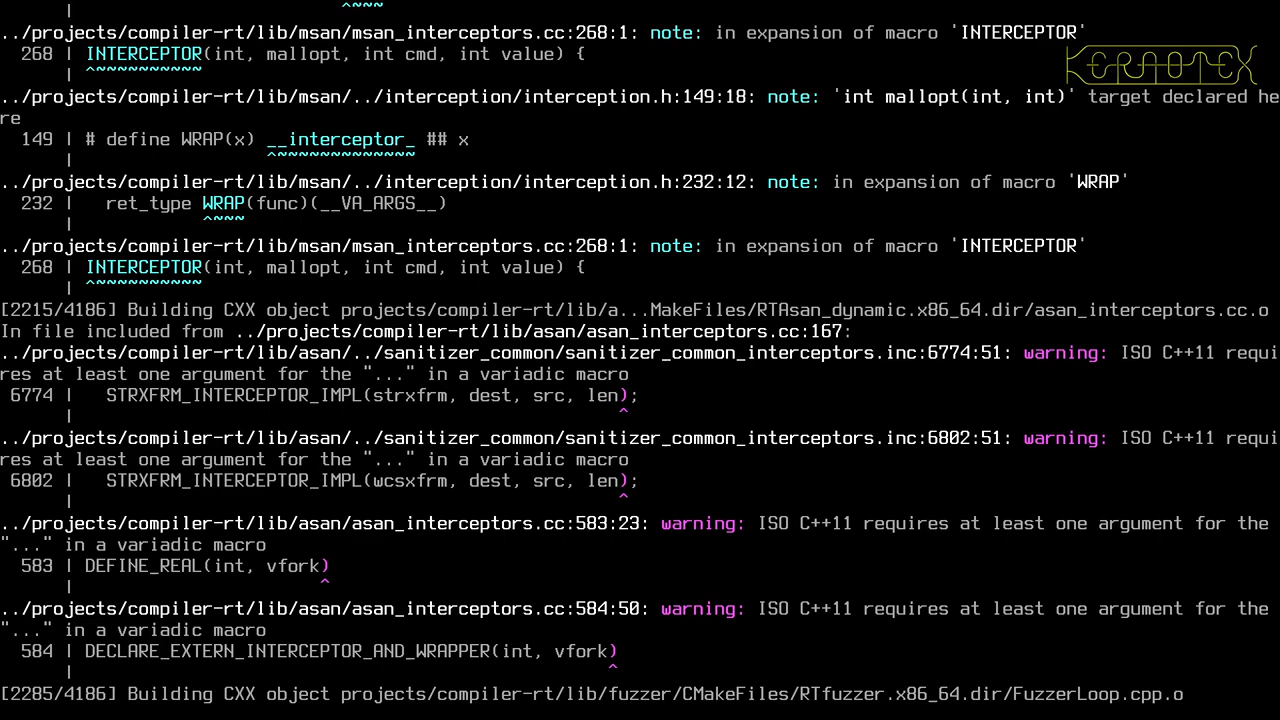 |                          ^~~~
../projects/compiler-rt/lib/msan/msan_interceptors.cc:268:1: note: in expansion of macro 'INTERCEPTOR'
268 | INTERCEPTOR(int, mallopt, int cmd, int value) {
| ^~~~~~~~~~~
KERAOTEX
../projects/compiler-rt/lib/msan/../interception/interception.h:149:18: note: 'int mallopt(int, int)' target declared he
re
149 | # define WRAP(x) __interceptor_ ## x
|                  ^~~~~~~~~~~~~~
../projects/compiler-rt/lib/msan/../interception/interception.h:232:12: note: in expansion of macro 'WRAP'
232 |   ret_type WRAP(func)(__VA_ARGS__)
|            ^~~~
../projects/compiler-rt/lib/msan/msan_interceptors.cc:268:1: note: in expansion of macro 'INTERCEPTOR'
268 | INTERCEPTOR(int, mallopt, int cmd, int value) {
| ^~~~~~~~~~~
[2215/4186] Building CXX object projects/compiler-rt/lib/a...MakeFiles/RTAsan_dynamic.x86_64.dir/asan_interceptors.cc.o
In file included from ../projects/compiler-rt/lib/asan/asan_interceptors.cc:167:
../projects/compiler-rt/lib/asan/../sanitizer_common/sanitizer_common_interceptors.inc:6774:51: warning: ISO C++11 requi
res at least one argument for the "..." in a variadic macro
6774 |   STRXFRM_INTERCEPTOR_IMPL(strxfrm, dest, src, len);
|                                                   ^
../projects/compiler-rt/lib/asan/../sanitizer_common/sanitizer_common_interceptors.inc:6802:51: warning: ISO C++11 requi
res at least one argument for the "..." in a variadic macro
6802 |   STRXFRM_INTERCEPTOR_IMPL(wcsxfrm, dest, src, len);
|                                                   ^
../projects/compiler-rt/lib/asan/asan_interceptors.cc:583:23: warning: ISO C++11 requires at least one argument for the
"..." in a variadic macro
583 | DEFINE_REAL(int, vfork)
|                       ^
../projects/compiler-rt/lib/asan/asan_interceptors.cc:584:50: warning: ISO C++11 requires at least one argument for the
"..." in a variadic macro
584 | DECLARE_EXTERN_INTERCEPTOR_AND_WRAPPER(int, vfork)
|                                                  ^
[2285/4186] Building CXX object projects/compiler-rt/lib/fuzzer/CMakeFiles/RTfuzzer.x86_64.dir/FuzzerLoop.cpp.o